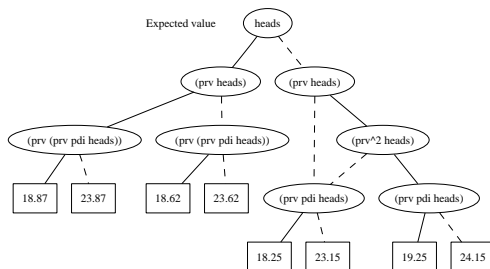 Expected value heads
(prv heads) (prv heads)
(prv (prv pdi heads)) (prv (prv pdi heads)) (prv^2 heads)
18.87 23.87 18.62 23.62 (prv pdi heads) (prv pdi heads)
18.25 23.15 19.25 24.15